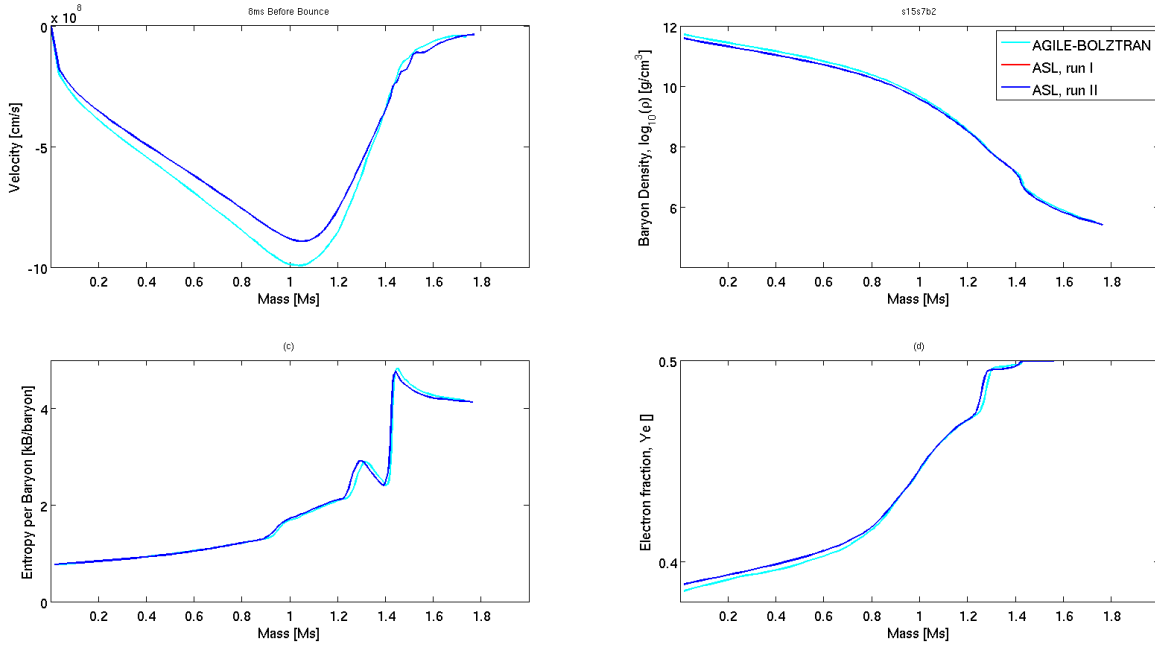 6ms Before Bounce
x 10^8
0
-5
-10
Velocity [cm/s]
0.2 0.4 0.6 0.8 1 1.2 1.4 1.6 1.8
Mass [Ms]
s15s7b2
12
10
8
6
Baryon Density, log_10(ρ) [g/cm^3]
AGILE-BOLZTRAN
ASL, run I
ASL, run II
0.2 0.4 0.6 0.8 1 1.2 1.4 1.6 1.8
Mass [Ms]
(c)
4
2
0
Entropy per Baryon [kB/baryon]
0.2 0.4 0.6 0.8 1 1.2 1.4 1.6 1.8
Mass [Ms]
(d)
0.5
0.4
Electron fraction, Ye []
0.2 0.4 0.6 0.8 1 1.2 1.4 1.6 1.8
Mass [Ms]